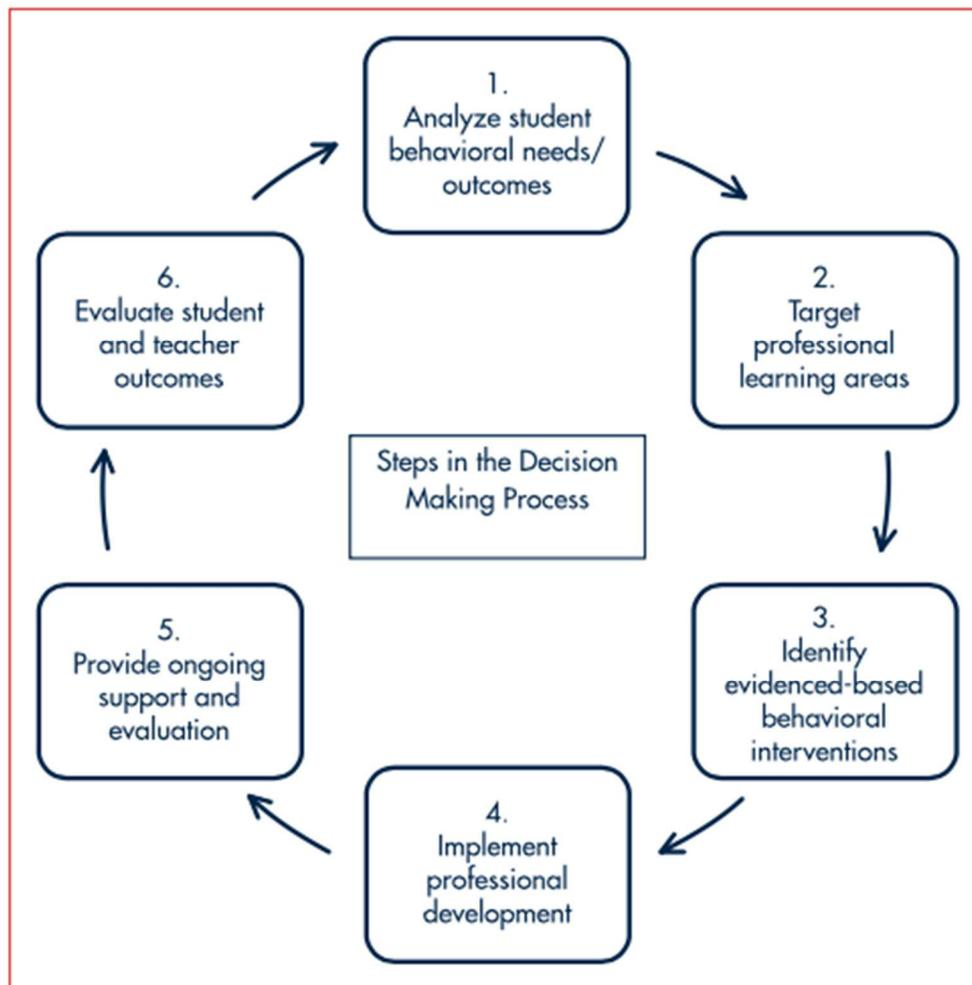 1.
Analyze student
behavioral needs/
outcomes
2.
Target
professional
learning areas
3.
Identify
evidenced-based
behavioral
interventions
4.
Implement
professional
development
5.
Provide ongoing
support and
evaluation
6.
Evaluate student
and teacher
outcomes
Steps in the Decision
Making Process